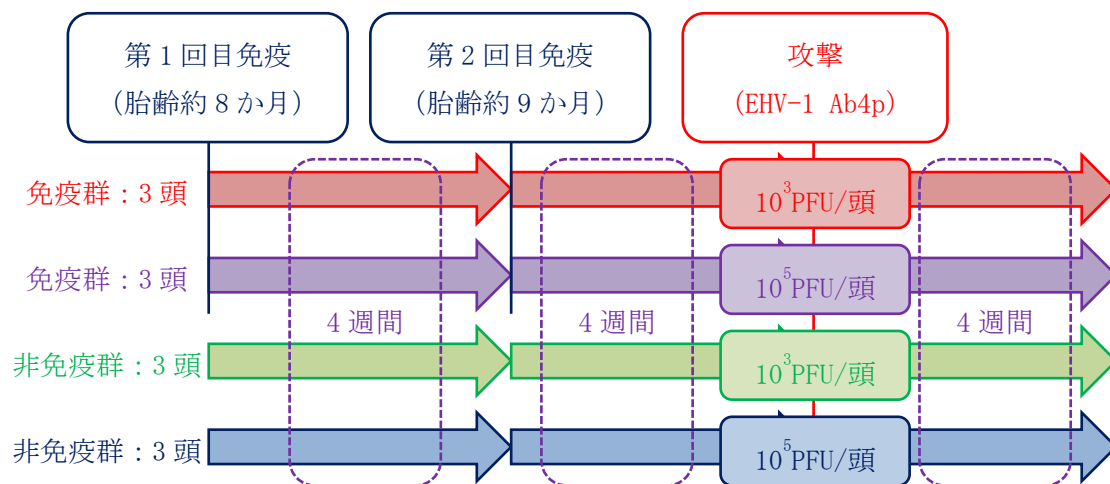 第1回目免疫
(胎齢約8か月)
第2回目免疫
(胎齢約9か月)
攻撃
(EHV-1 Ab4p)
免疫群：3頭
10³PFU/頭
免疫群：3頭
10⁵PFU/頭
4週間
4週間
4週間
非免疫群：3頭
10³PFU/頭
非免疫群：3頭
10⁵PFU/頭